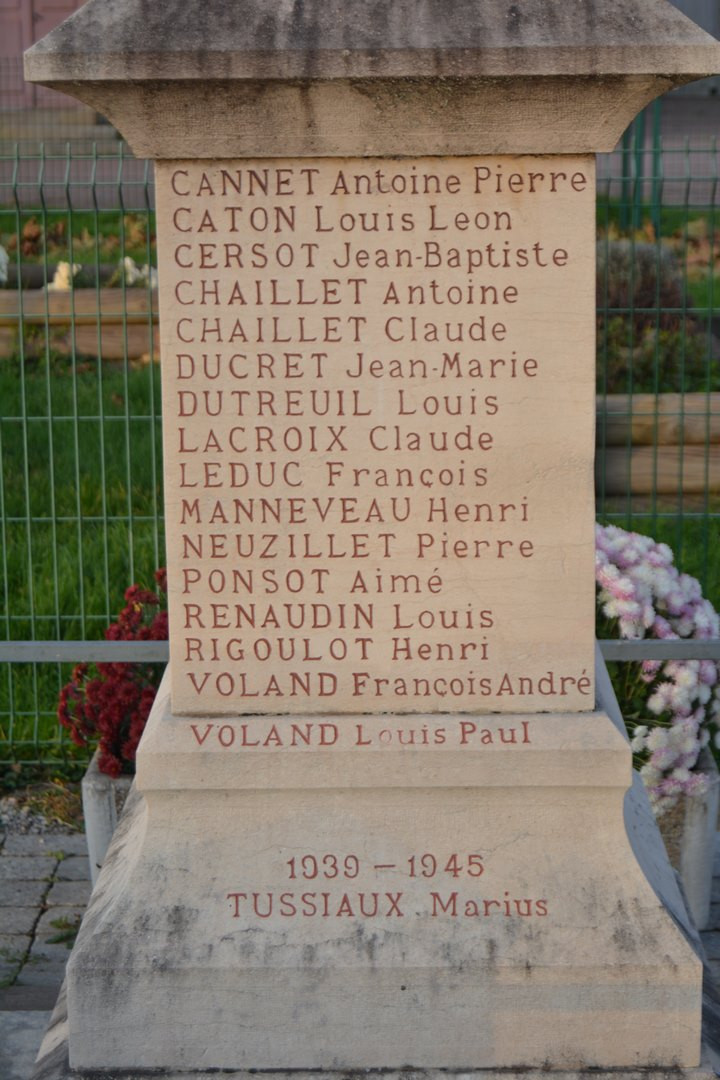 CANNET Antoine Pierre
CATON Louis Leon
CERSOT Jean-Baptiste
CHAILLET Antoine
CHAILLET Claude
DUCRET Jean-Marie
DUTREUIL Louis
LACROIX Claude
LEDUC François
MANNEVEAU Henri
NEUZILLET Pierre
PONSOT Aimé
RENAUDIN Louis
RIGOULOT Henri
VOLAND François André
VOLAND Louis Paul
1939 – 1945
TUSSIAUX Marius